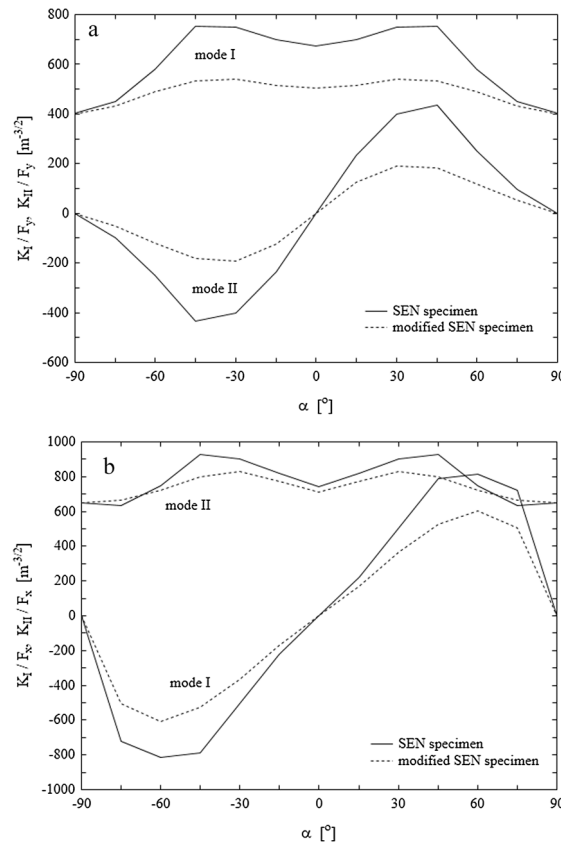 a
800
mode I
600
400
200
0
mode II
-200
-400
-600
K_I / F_y, K_II / F_y [m^-3/2]
SEN specimen
modified SEN specimen
-90 -60 -30 0 30 60 90
α [°]
b
1000
800
mode II
600
400
200
0
mode I
-200
-400
-600
-800
-1000
K_I / F_x, K_II / F_x [m^-3/2]
SEN specimen
modified SEN specimen
-90 -60 -30 0 30 60 90
α [°]